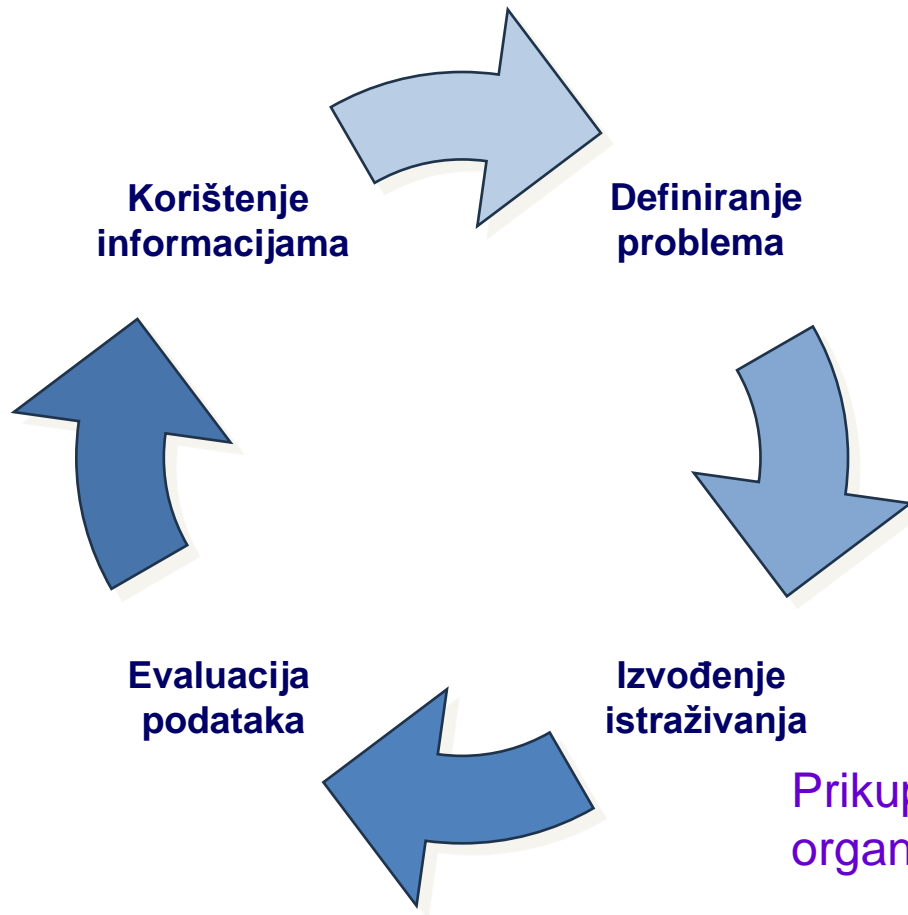 Korištenje
informacijama
Definiranje
problema
Evaluacija
podataka
Izvođenje
istraživanja